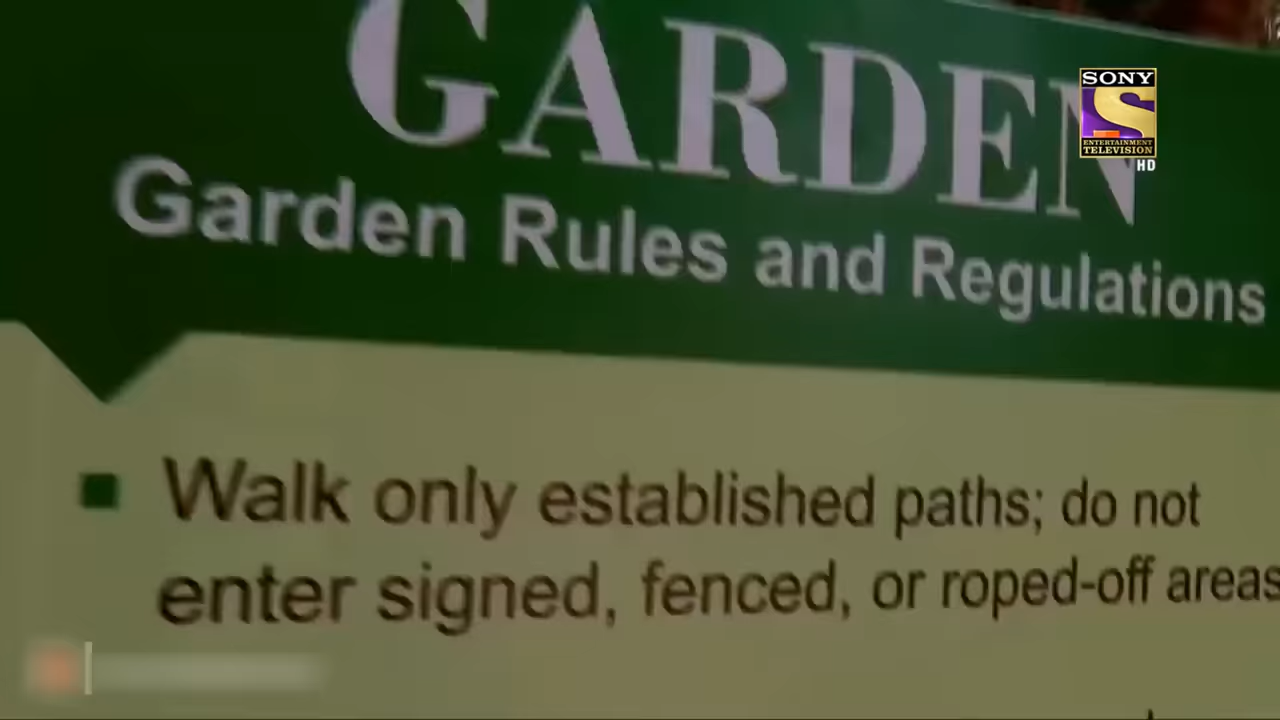 GARDEN
SONY
ENTERTAINMENT
TELEVISION
HD
Garden Rules and Regulations
Walk only established paths; do not
enter signed, fenced, or roped-off areas